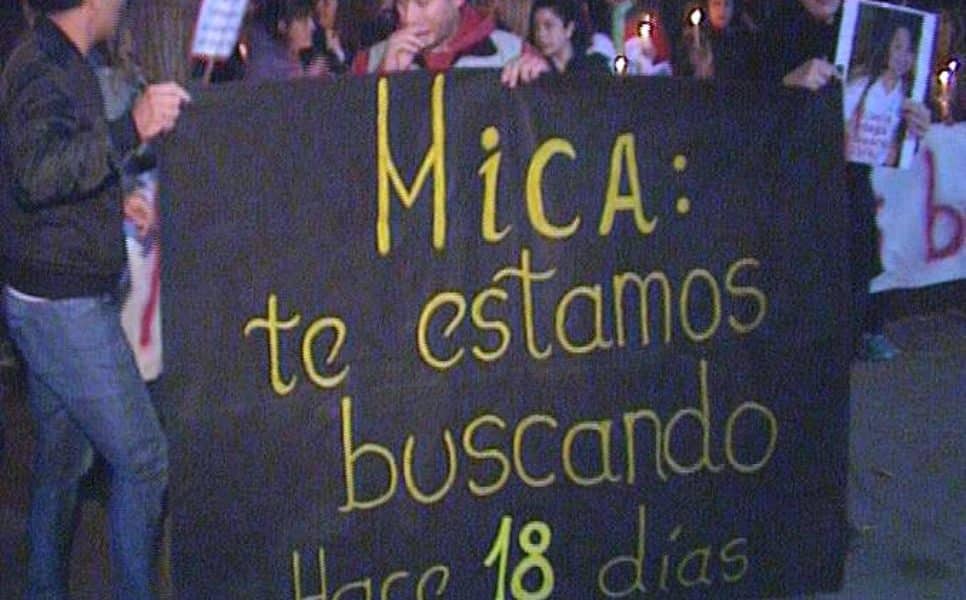 MiCA:
te estamos
buscando
Hace 18 días
b